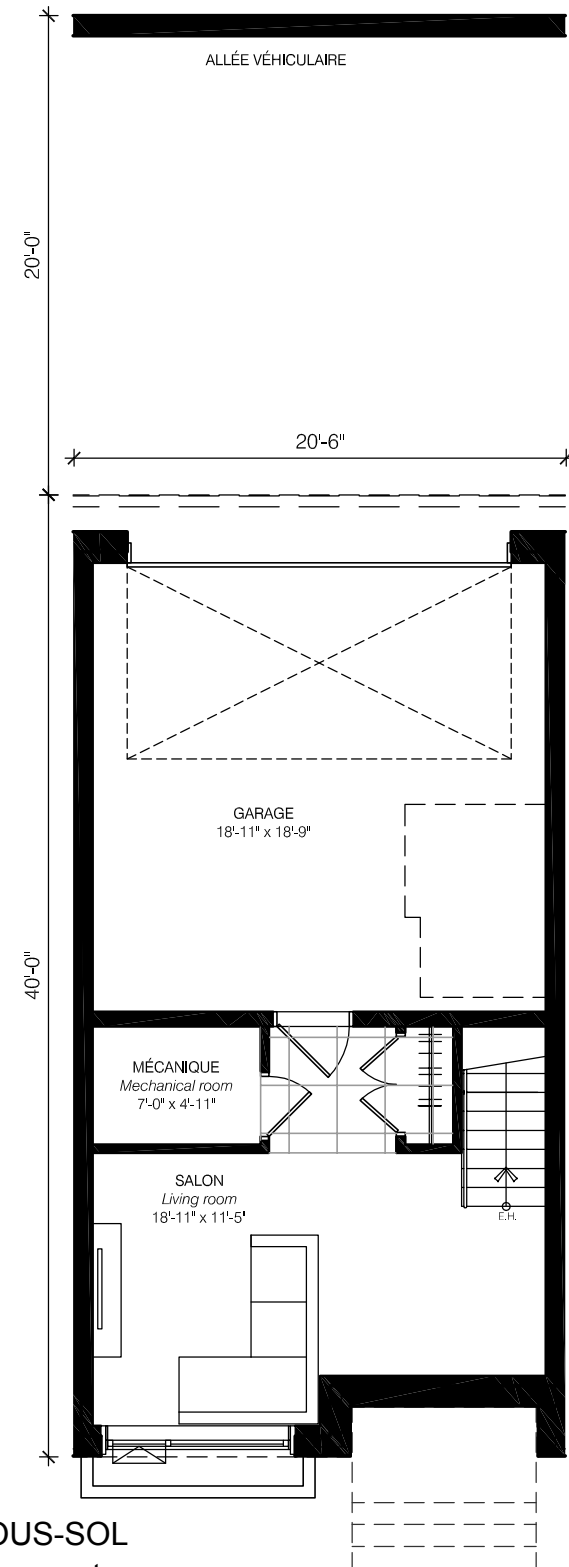 ALLÉE VÉHICULAIRE
20'-0"
20'-6"
GARAGE
18'-11" x 18'-9"
40'-0"
MÉCANIQUE
Mechanical room
7'-0" x 4'-11"
SALON
Living room
18'-11" x 11'-5"
E.H.
OUS-SOL